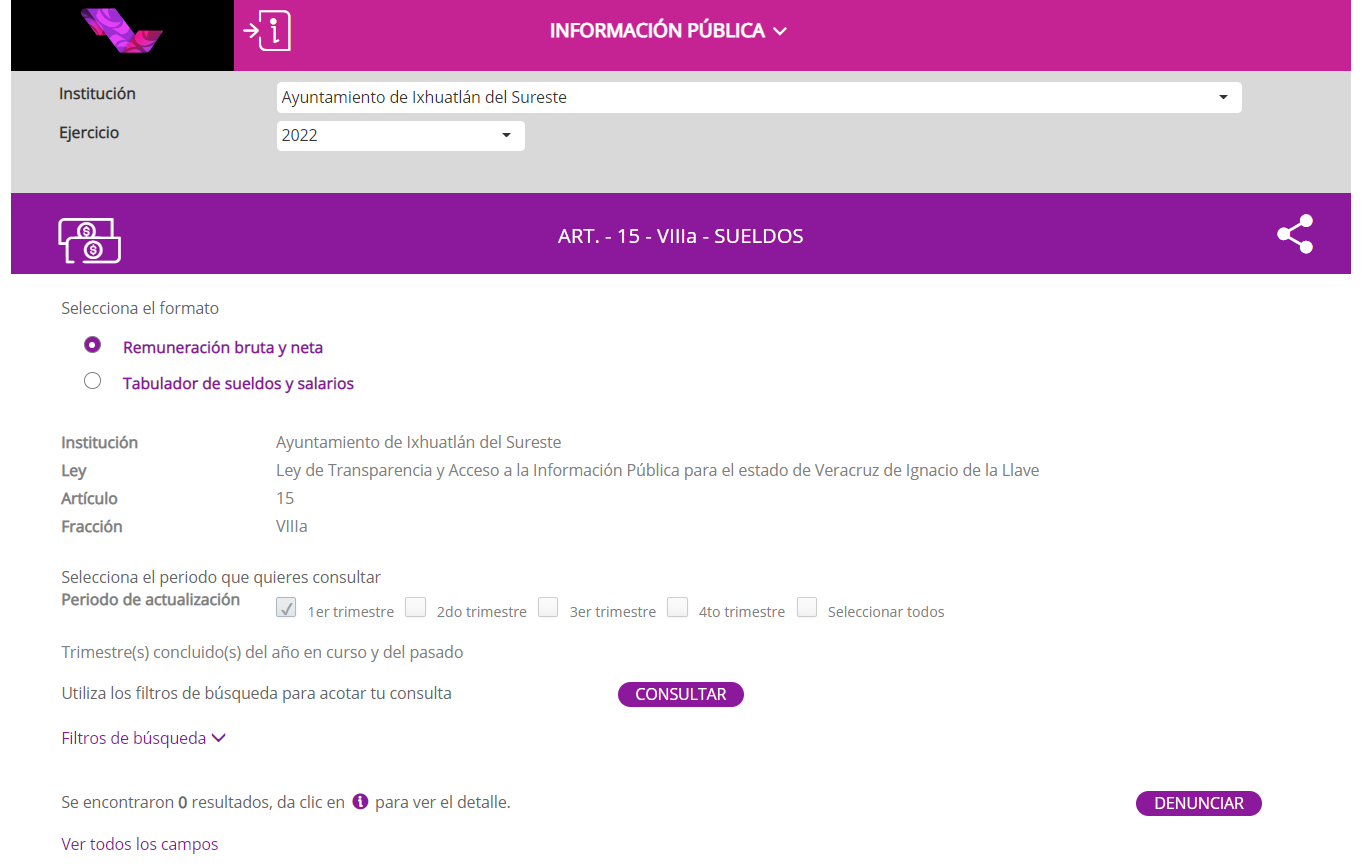 INFORMACIÓN PÚBLICA
Institución Ayuntamiento de Ixhuatlán del Sureste
Ejercicio 2022
ART. - 15 - VIIIa - SUELDOS
Selecciona el formato
Remuneración bruta y neta
Tabulador de sueldos y salarios
Institución Ayuntamiento de Ixhuatlán del Sureste
Ley Ley de Transparencia y Acceso a la Información Pública para el estado de Veracruz de Ignacio de la Llave
Artículo 15
Fracción VIIIa
Selecciona el periodo que quieres consultar
Periodo de actualización 1er trimestre 2do trimestre 3er trimestre 4to trimestre Seleccionar todos
Trimestre(s) concluido(s) del año en curso y del pasado
Utiliza los filtros de búsqueda para acotar tu consulta CONSULTAR
Filtros de búsqueda
Se encontraron 0 resultados, da clic en i para ver el detalle. DENUNCIAR
Ver todos los campos